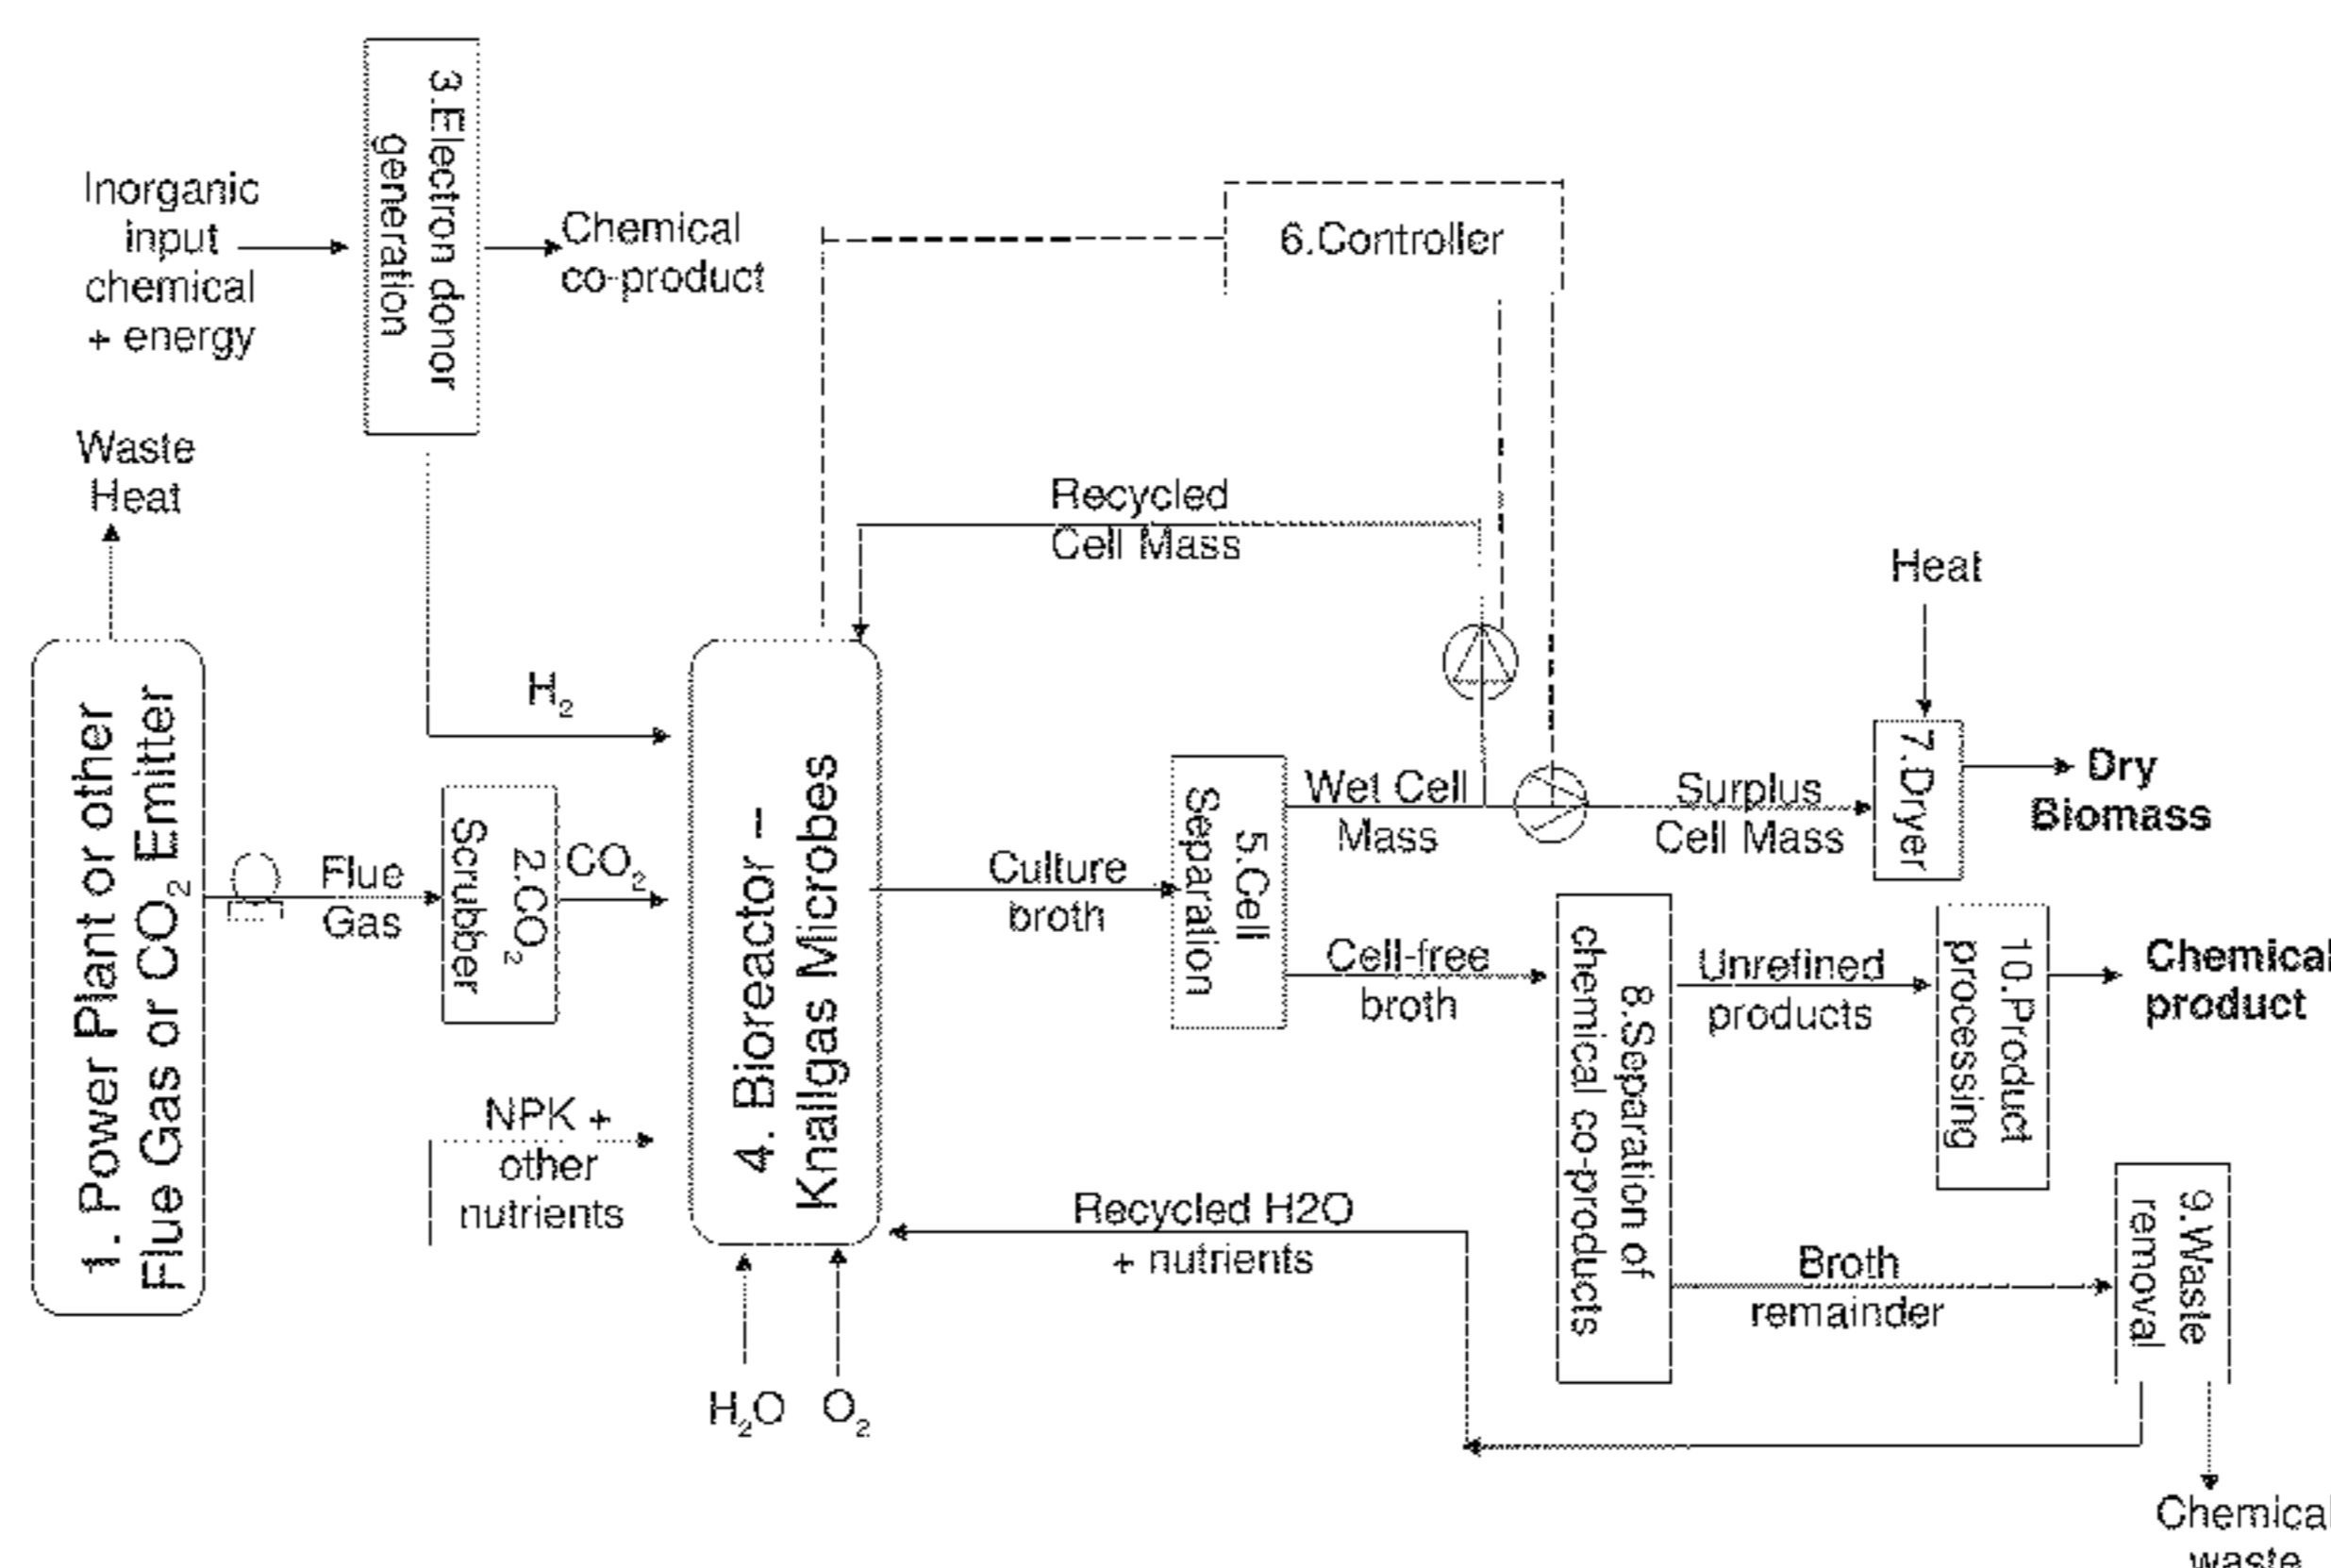 3.Electron donor
generation
Inorganic
input
chemical
+ energy
Chemical
co-product
6.Controller
Waste
Heat
Recycled
Cell Mass
Heat
H₂
1. Power Plant or other
Flue Gas or CO₂ Emitter
Flue
Gas
2.CO₂
Scrubber
CO₂
4. Bioreactor –
Knallgas Microbes
Culture
broth
5.Cell
Separation
Wet Cell
Mass
Surplus
Cell Mass
7.Dryer
Dry
Biomass
Cell-free
broth
8.Separation of
chemical co-products
Unrefined
products
10.Product
processing
Chemical
product
NPK +
other
nutrients
Recycled H2O
+ nutrients
Broth
remainder
9.Waste
removal
H₂O
O₂
Chemical
waste